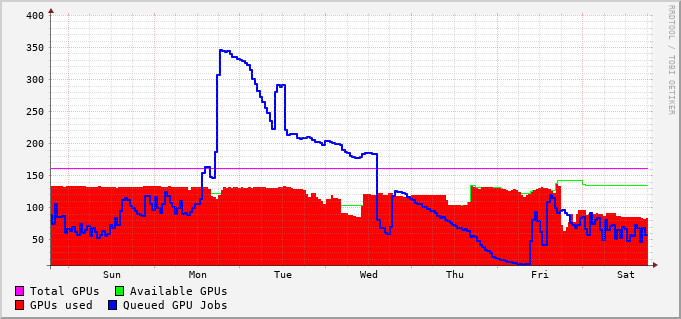 400
350
300
250
200
150
100
50
Sun Mon Tue Wed Thu Fri Sat
Total GPUs Available GPUs
GPUs used Queued GPU Jobs
RRDTOOL / TOBI OETIKER